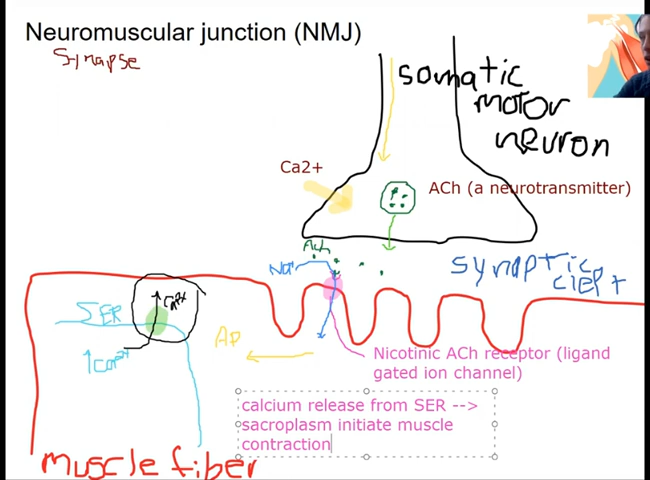 Neuromuscular junction (NMJ)
Synapse
somatic
motor
neuron
Ca2+
ACh (a neurotransmitter)
Ach
Na+
synaptic
cleft
SER
Ca2+
↑Ca2+
AP
Nicotinic ACh receptor (ligand
gated ion channel)
calcium release from SER -->
sacroplasm initiate muscle
contraction
muscle fiber